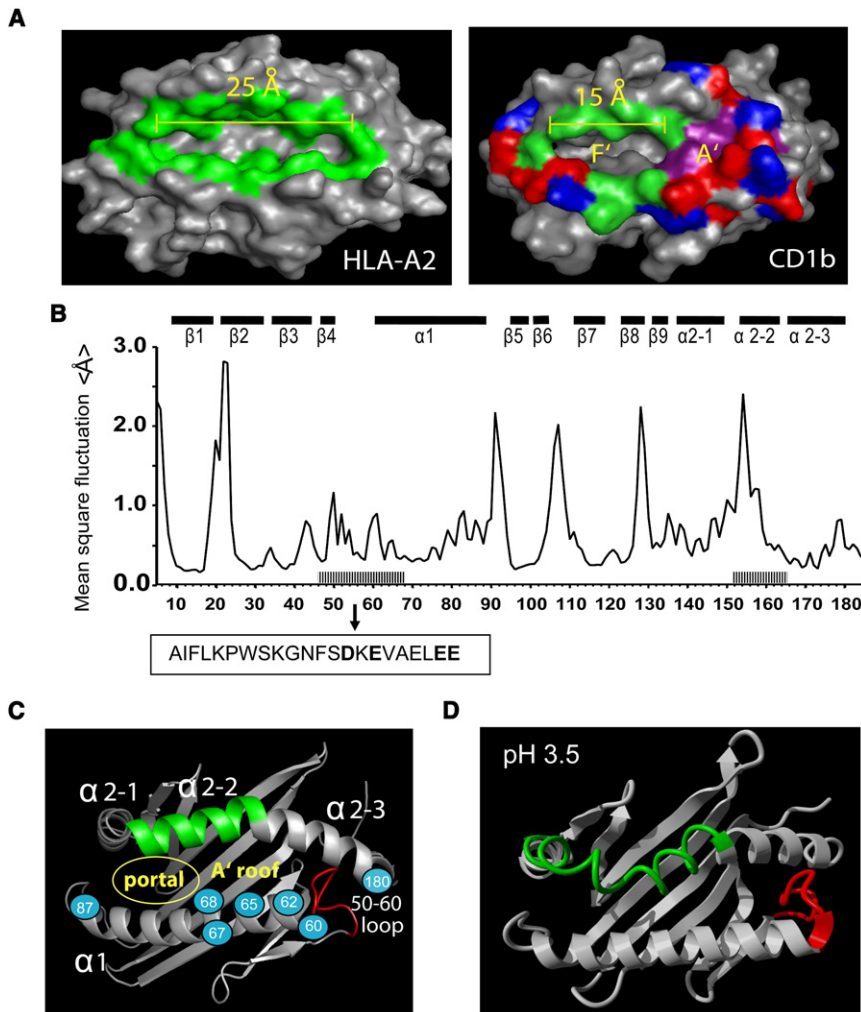 A
25 Å
HLA-A2
15 Å
F‘ A‘
CD1b
B
β1 β2 β3 β4 α1 β5 β6 β7 β8 β9 α2-1 α 2-2 α 2-3
Mean square fluctuation <Å>
3.0
2.0
1.0
0.0
10 20 30 40 50 60 70 80 90 100 110 120 130 140 150 160 170 180
AIFLKPWSKGNFSDKEVAELEE
C
α 2-1
α 2-2
α 2-3
portal
A‘ roof
87
68
65
62
180
67
60
50-60
loop
α1
D
pH 3.5